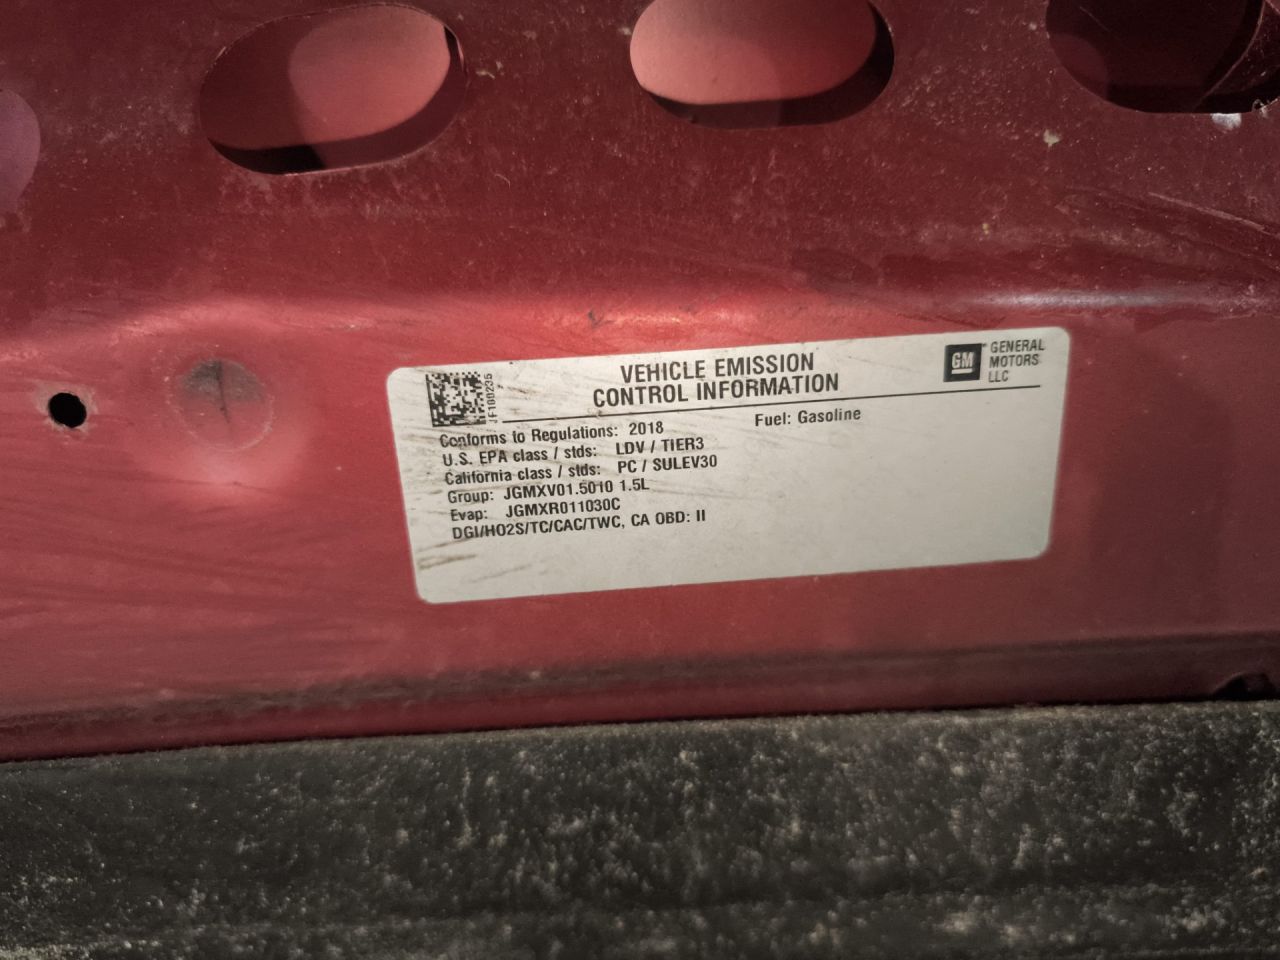 VEHICLE EMISSION
CONTROL INFORMATION
GM
GENERAL
MOTORS
LLC
JF100235
Conforms to Regulations: 2018
Fuel: Gasoline
U.S. EPA class / stds: LDV / TIER3
California class / stds: PC / SULEV30
Group: JGMXV01.5010 1.5L
Evap: JGMXR011030C
DGI/HO2S/TC/CAC/TWC, CA OBD: II